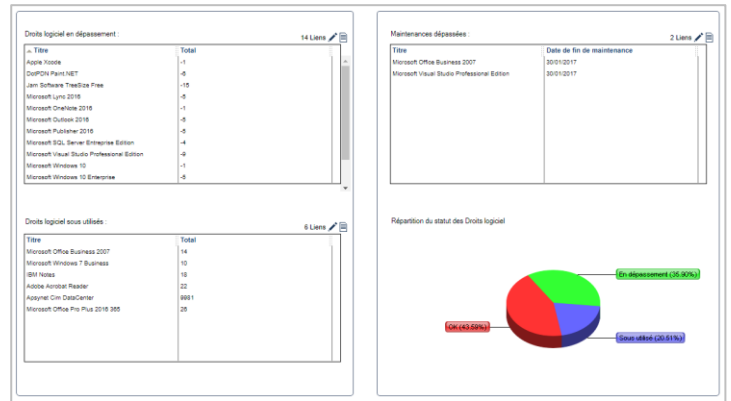 Droits logiciel en dépassement :
14 Liens
Titre Total
Apple Xcode -1
DotPDN Paint.NET -6
Jam Software TreeSize Free -15
Microsoft Lync 2016 -5
Microsoft OneNote 2016 -1
Microsoft Outlook 2016 -5
Microsoft Publisher 2016 -5
Microsoft SQL Server Entreprise Edition -4
Microsoft Visual Studio Professional Edition -9
Microsoft Windows 10 -1
Microsoft Windows 10 Enterprise -5
Droits logiciel sous utilisés :
6 Liens
Titre Total
Microsoft Office Business 2007 14
Microsoft Windows 7 Business 10
IBM Notes 18
Adobe Acrobat Reader 22
Apsynet Cim DataCenter 9981
Microsoft Office Pro Plus 2016 365 25
Maintenances dépassées :
2 Liens
Titre Date de fin de maintenance
Microsoft Office Business 2007 30/01/2017
Microsoft Visual Studio Professional Edition 30/01/2017
Répartition du statut des Droits logiciel
En dépassement (35.90%)
OK (43.59%)
Sous utilisé (20.51%)